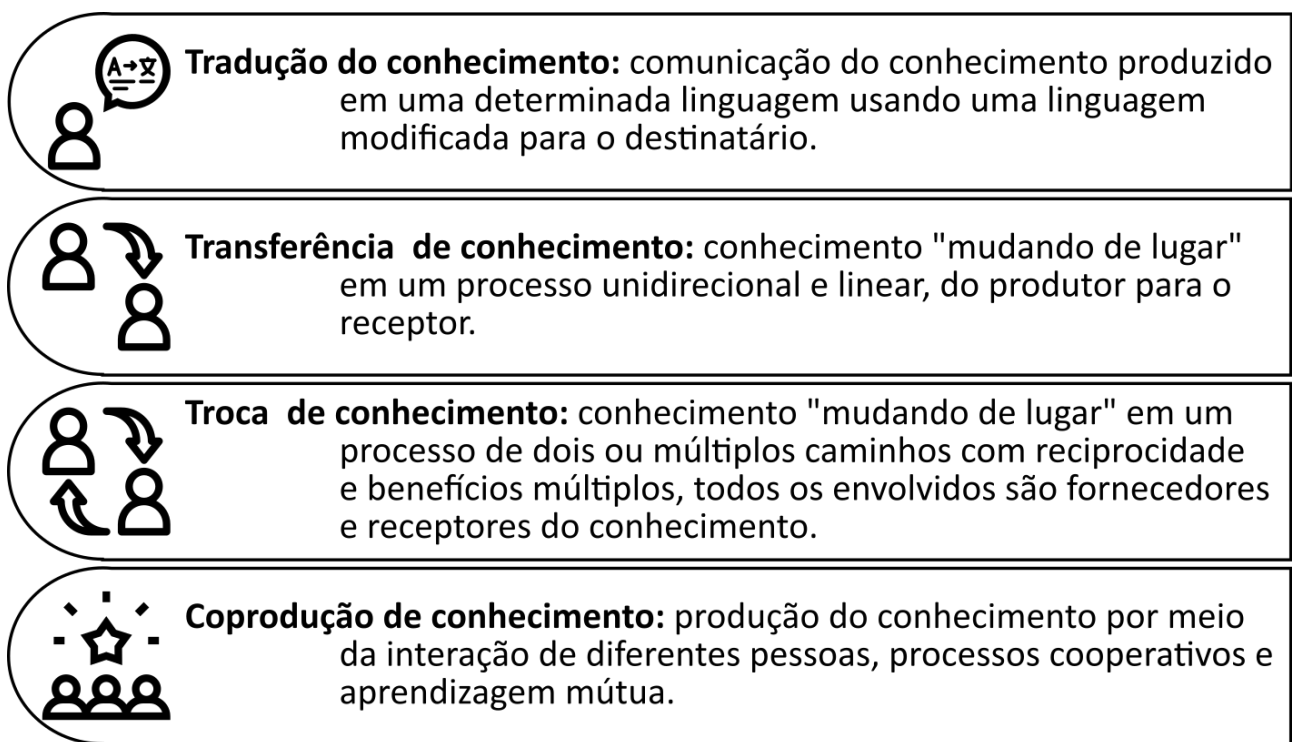 A→文
Tradução do conhecimento: comunicação do conhecimento produzido
em uma determinada linguagem usando uma linguagem
modificada para o destinatário.
Transferência  de conhecimento: conhecimento "mudando de lugar"
em um processo unidirecional e linear, do produtor para o
receptor.
Troca  de conhecimento: conhecimento "mudando de lugar" em um
processo de dois ou múltiplos caminhos com reciprocidade
e benefícios múltiplos, todos os envolvidos são fornecedores
e receptores do conhecimento.
Coprodução de conhecimento: produção do conhecimento por meio
da interação de diferentes pessoas, processos cooperativos e
aprendizagem mútua.